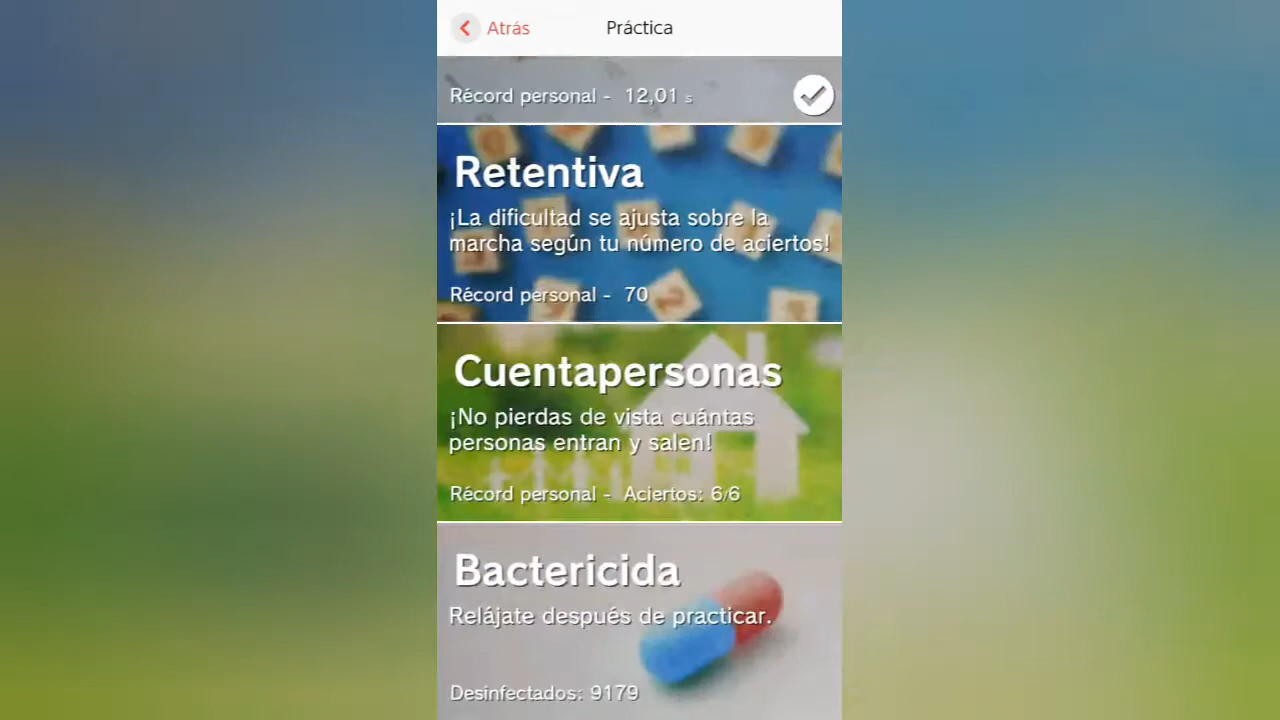 Atrás
Práctica
Récord personal - 12,01 s
Retentiva
¡La dificultad se ajusta sobre la
marcha según tu número de aciertos!
Récord personal - 70
Cuentapersonas
¡No pierdas de vista cuántas
personas entran y salen!
Récord personal - Aciertos: 6/6
Bactericida
Relájate después de practicar.
Desinfectados: 9179